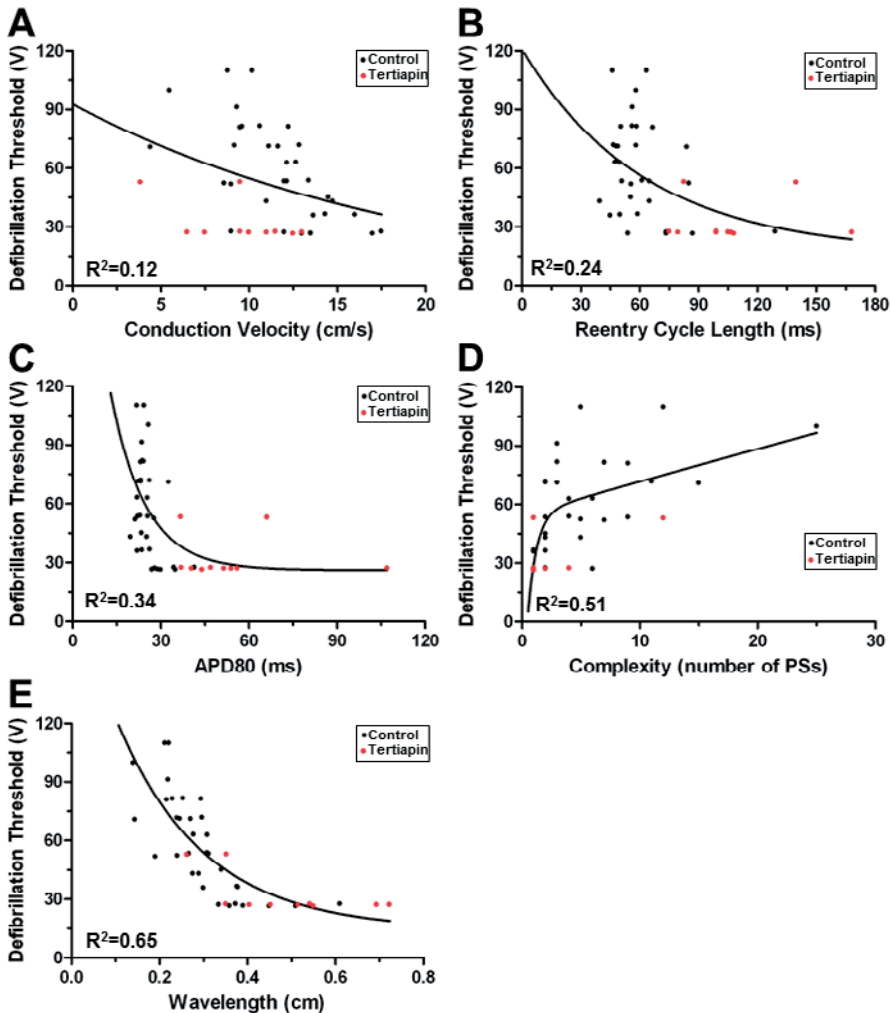 A
Defibrillation Threshold (V)
120
90
60
30
0
Control
Tertiapin
R²=0.12
0
5
10
15
20
Conduction Velocity (cm/s)
B
Defibrillation Threshold (V)
120
90
60
30
0
Control
Tertiapin
R²=0.24
0
30
60
90
120
150
180
Reentry Cycle Length (ms)
C
Defibrillation Threshold (V)
120
90
60
30
0
Control
Tertiapin
R²=0.34
0
30
60
90
120
APD80 (ms)
D
Defibrillation Threshold (V)
120
90
60
30
0
Control
Tertiapin
R²=0.51
0
10
20
30
Complexity (number of PSs)
E
Defibrillation Threshold (V)
120
90
60
30
0
Control
Tertiapin
R²=0.65
0.0
0.2
0.4
0.6
0.8
Wavelength (cm)